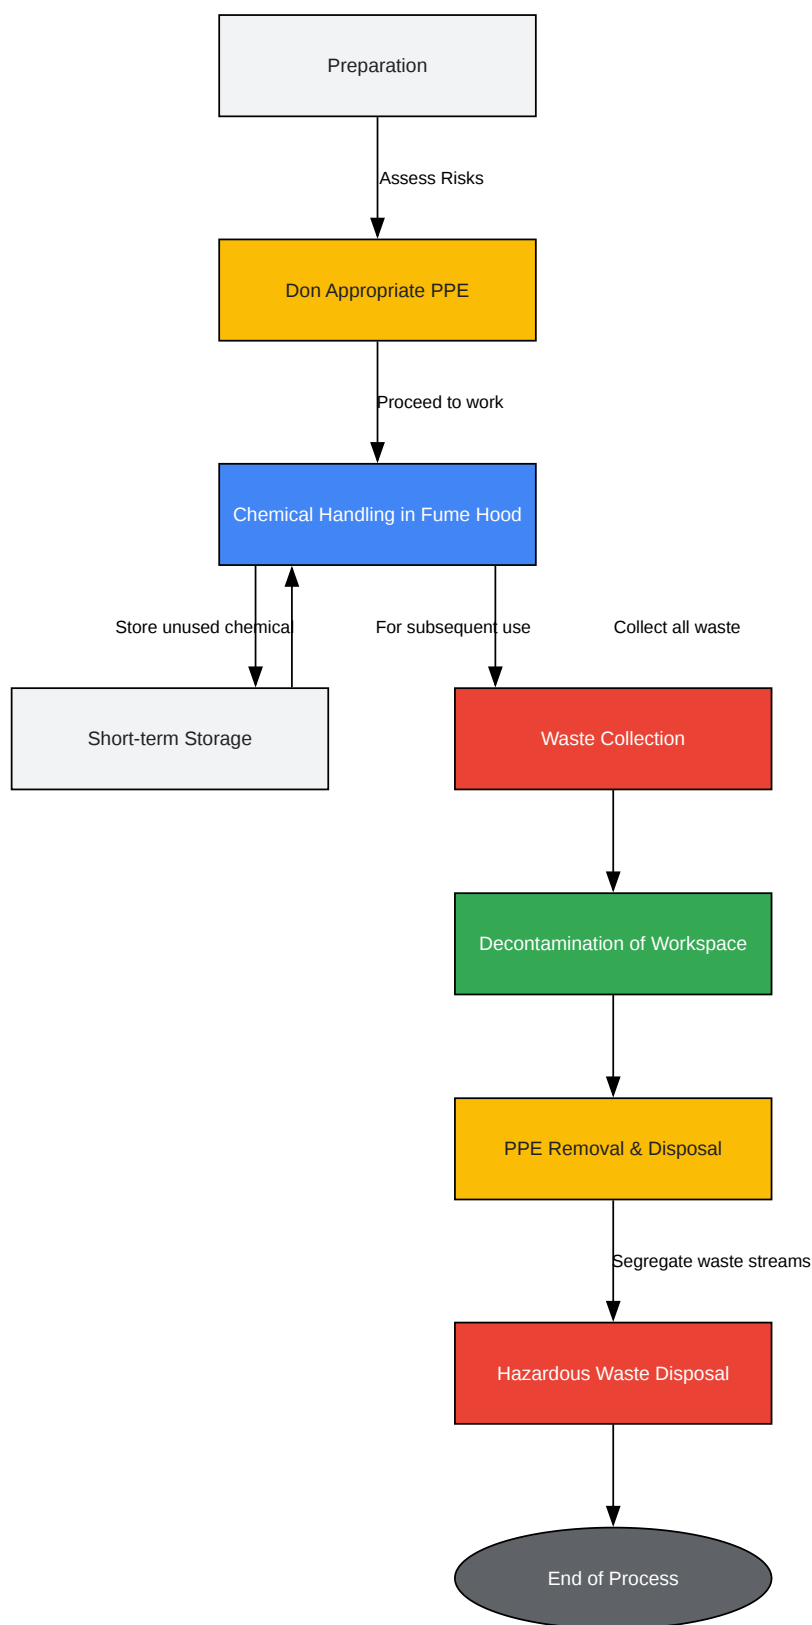 Preparation
Assess Risks
Don Appropriate PPE
Proceed to work
Chemical Handling in Fume Hood
Store unused chemical
For subsequent use
Collect all waste
Short-term Storage
Waste Collection
Decontamination of Workspace
PPE Removal & Disposal
Segregate waste streams
Hazardous Waste Disposal
End of Process